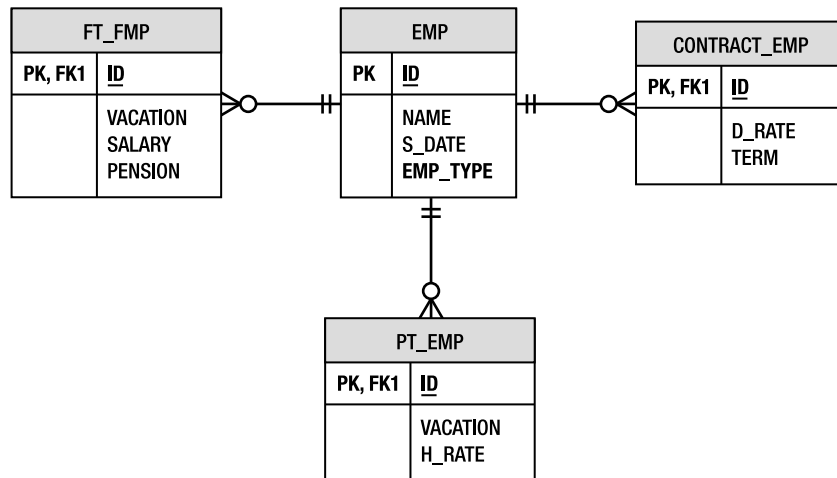 FT_FMP
PK, FK1 ID
VACATION
SALARY
PENSION
EMP
PK ID
NAME
S_DATE
EMP_TYPE
CONTRACT_EMP
PK, FK1 ID
D_RATE
TERM
PT_EMP
PK, FK1 ID
VACATION
H_RATE